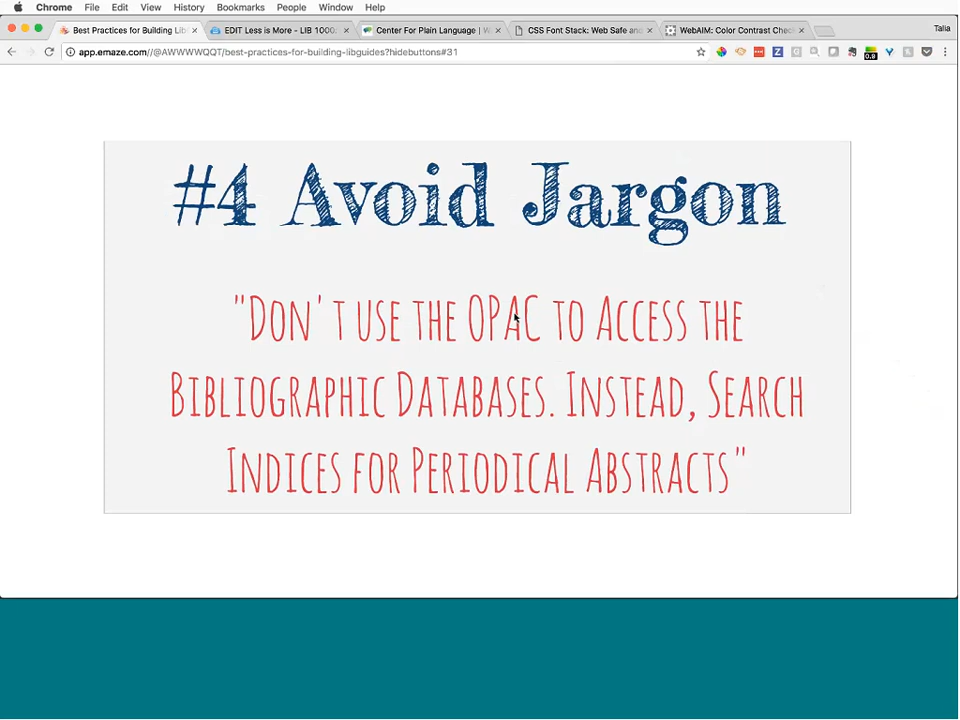 Chrome File Edit View History Bookmarks People Window Help
Best Practices for Building Lib
EDIT Less is More - LIB 1000:
Center For Plain Language | W
CSS Font Stack: Web Safe and
WebAIM: Color Contrast Chec
Talia
app.emaze.com//@AWWWWQQT/best-practices-for-building-libguides?hidebuttons#31
#4 Avoid Jargon
"Don't use the OPAC to Access the
Bibliographic Databases. Instead, Search
Indices for Periodical Abstracts"